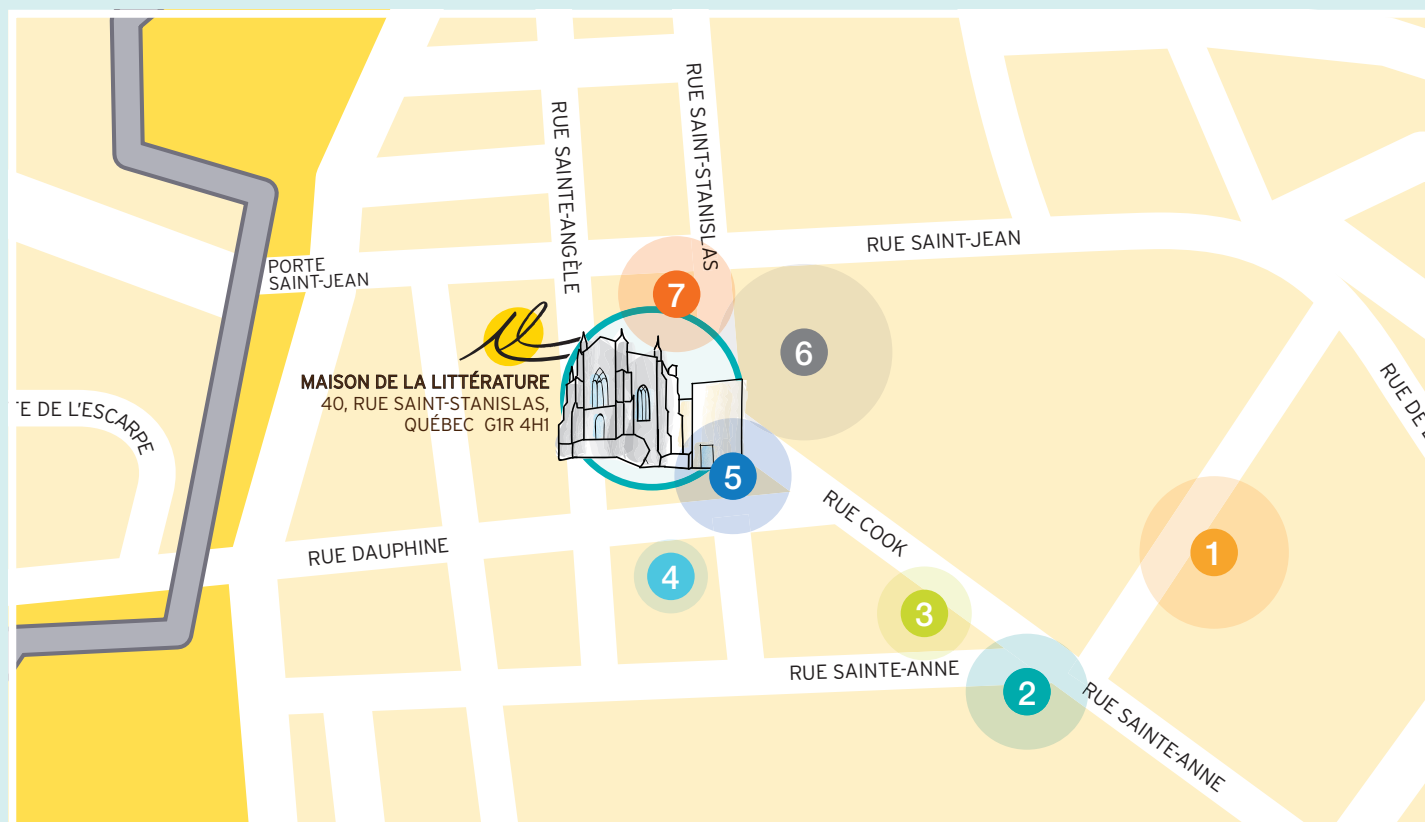 RUE SAINT-STANISLAS
RUE SAINTE-ANGÈLE
RUE SAINT-JEAN
PORTE
SAINT-JEAN
7
6
MAISON DE LA LITTÉRATURE
40, RUE SAINT-STANISLAS,
QUÉBEC G1R 4H1
TE DE L'ESCARPE
RUE DE
5
RUE COOK
RUE DAUPHINE
1
4
3
RUE SAINTE-ANNE
2
RUE SAINTE-ANNE